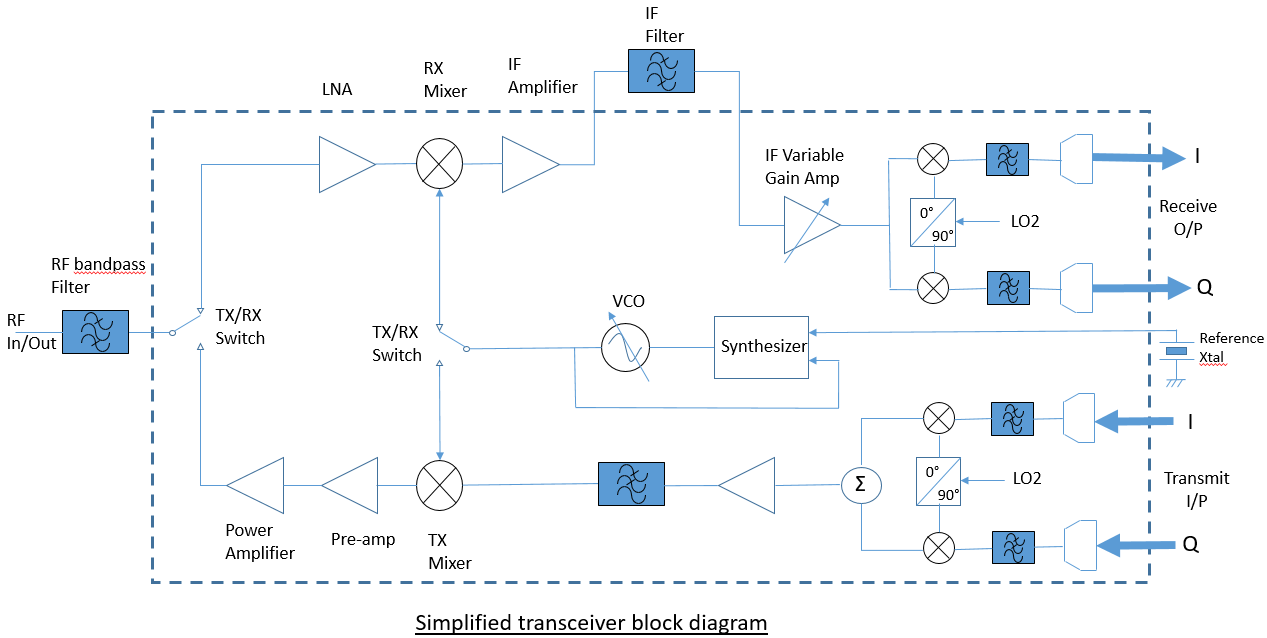 IF
Filter
RX
Mixer
IF
Amplifier
LNA
IF Variable
Gain Amp
I
0°
90°
LO2
Receive
O/P
RF bandpass
Filter
Q
VCO
RF
In/Out
TX/RX
Switch
TX/RX
Switch
Synthesizer
Reference
Xtal
I
0°
90°
LO2
Σ
Transmit
I/P
Power
Amplifier
Pre-amp
TX
Mixer
Q
Simplified transceiver block diagram